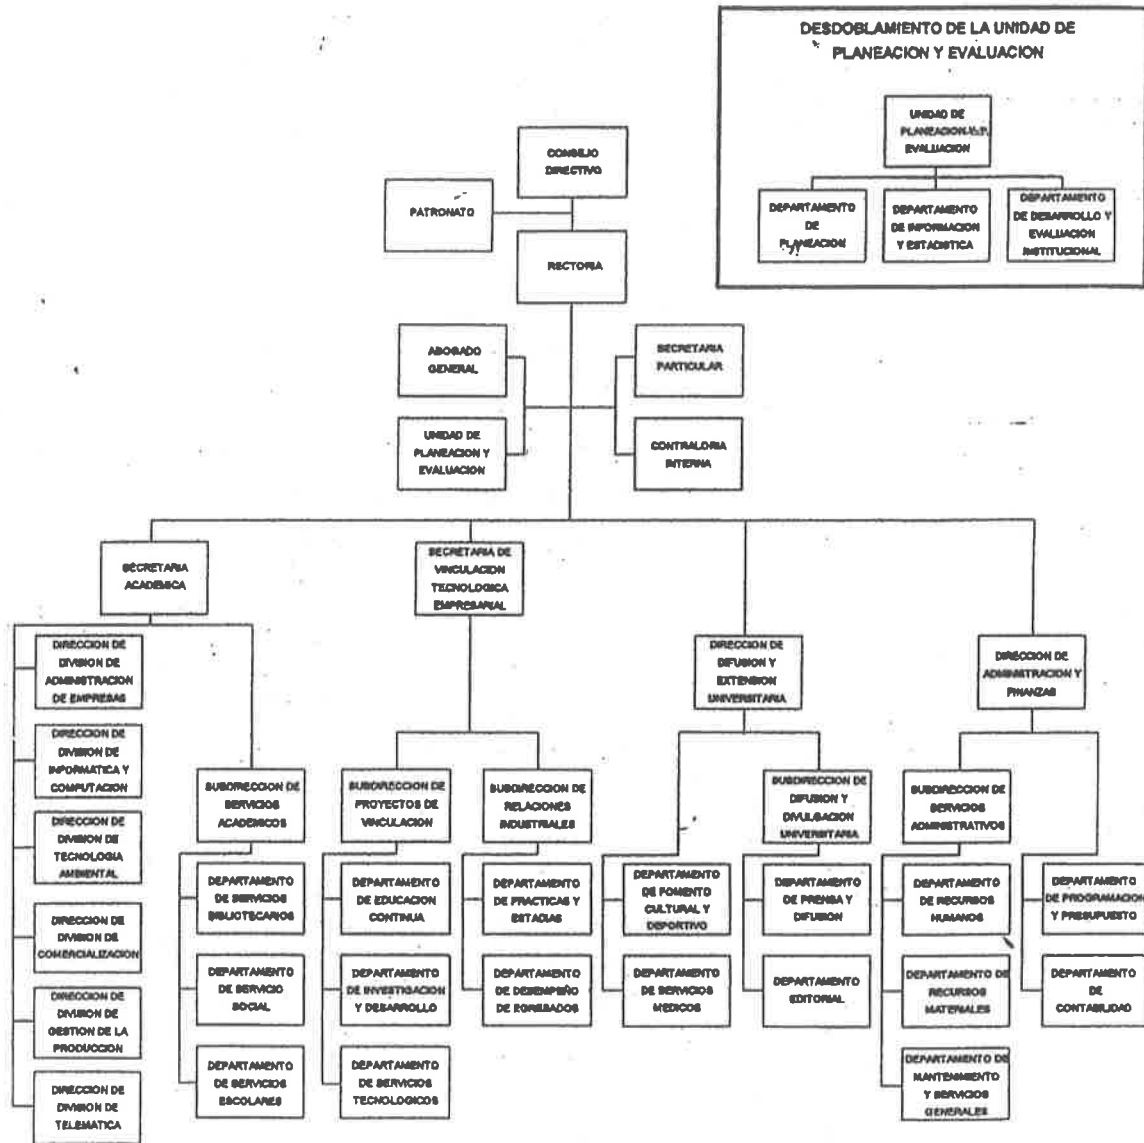 DESDOBLAMIENTO DE LA UNIDAD DE
PLANEACION Y EVALUACION
UNIDAD DE
PLANEACION Y
EVALUACION
DEPARTAMENTO
DE
PLANEACION
DEPARTAMENTO
DE INFORMACION
Y ESTADISTICA
DEPARTAMENTO
DE DESARROLLO Y
EVALUACION
INSTITUCIONAL
CONSEJO
DIRECTIVO
PATRONATO
RECTORIA
ABOGADO
GENERAL
SECRETARIA
PARTICULAR
UNIDAD DE
PLANEACION Y
EVALUACION
CONTRALORIA
INTERNA
SECRETARIA
ACADEMICA
SECRETARIA DE
VINCULACION
TECNOLOGICA
EMPRESARIAL
DIRECCION DE
DIFUSION Y
EXTENSION
UNIVERSITARIA
DIRECCION DE
ADMINISTRACION Y
FINANZAS
DIRECCION DE
DIVISION DE
ADMINISTRACION
DE EMPRESAS
DIRECCION DE
DIVISION DE
INFORMATICA Y
COMPUTACION
DIRECCION DE
DIVISION DE
TECNOLOGIA
AMBIENTAL
DIRECCION DE
DIVISION DE
COMERCIALIZACION
DIRECCION DE
DIVISION DE
GESTION DE LA
PRODUCCION
DIRECCION DE
DIVISION DE
TELEMATICA
SUBDIRECCION DE
SERVICIOS
ACADEMICOS
DEPARTAMENTO
DE SERVICIOS
BIBLIOTECARIOS
DEPARTAMENTO
DE SERVICIO
SOCIAL
DEPARTAMENTO
DE SERVICIOS
ESCOLARES
SUBDIRECCION DE
PROYECTOS DE
VINCULACION
DEPARTAMENTO
DE EDUCACION
CONTINUA
DEPARTAMENTO
DE INVESTIGACION
Y DESARROLLO
DEPARTAMENTO
DE SERVICIOS
TECNOLOGICOS
SUBDIRECCION DE
RELACIONES
INDUSTRIALES
DEPARTAMENTO
DE PRACTICAS Y
ESTADIAS
DEPARTAMENTO
DE DESEMPEÑO
DE EGRESADOS
DEPARTAMENTO
DE FOMENTO
CULTURAL Y
DEPORTIVO
DEPARTAMENTO
DE SERVICIOS
MEDICOS
SUBDIRECCION DE
DIFUSION Y
DIVULGACION
UNIVERSITARIA
DEPARTAMENTO
DE PRENSA Y
DIFUSION
DEPARTAMENTO
EDITORIAL
SUBDIRECCION DE
SERVICIOS
ADMINISTRATIVOS
DEPARTAMENTO
DE RECURSOS
HUMANOS
DEPARTAMENTO DE
RECURSOS
MATERIALES
DEPARTAMENTO DE
MANTENIMIENTO
Y SERVICIOS
GENERALES
DEPARTAMENTO
DE PROGRAMACION
Y PRESUPUESTO
DEPARTAMENTO
DE
CONTABILIDAD